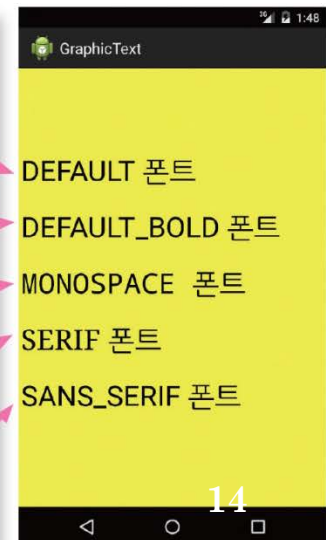 3G 1:48
GraphicText
DEFAULT 폰트
DEFAULT_BOLD 폰트
MONOSPACE 폰트
SERIF 폰트
SANS_SERIF 폰트
14